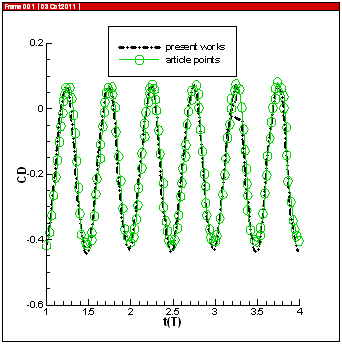 Frame 001 | 03 Oct 2011 |
present works
article points
0.2
0
-0.2
-0.4
-0.6
CD
1
1.5
2
2.5
3
3.5
4
t(T)